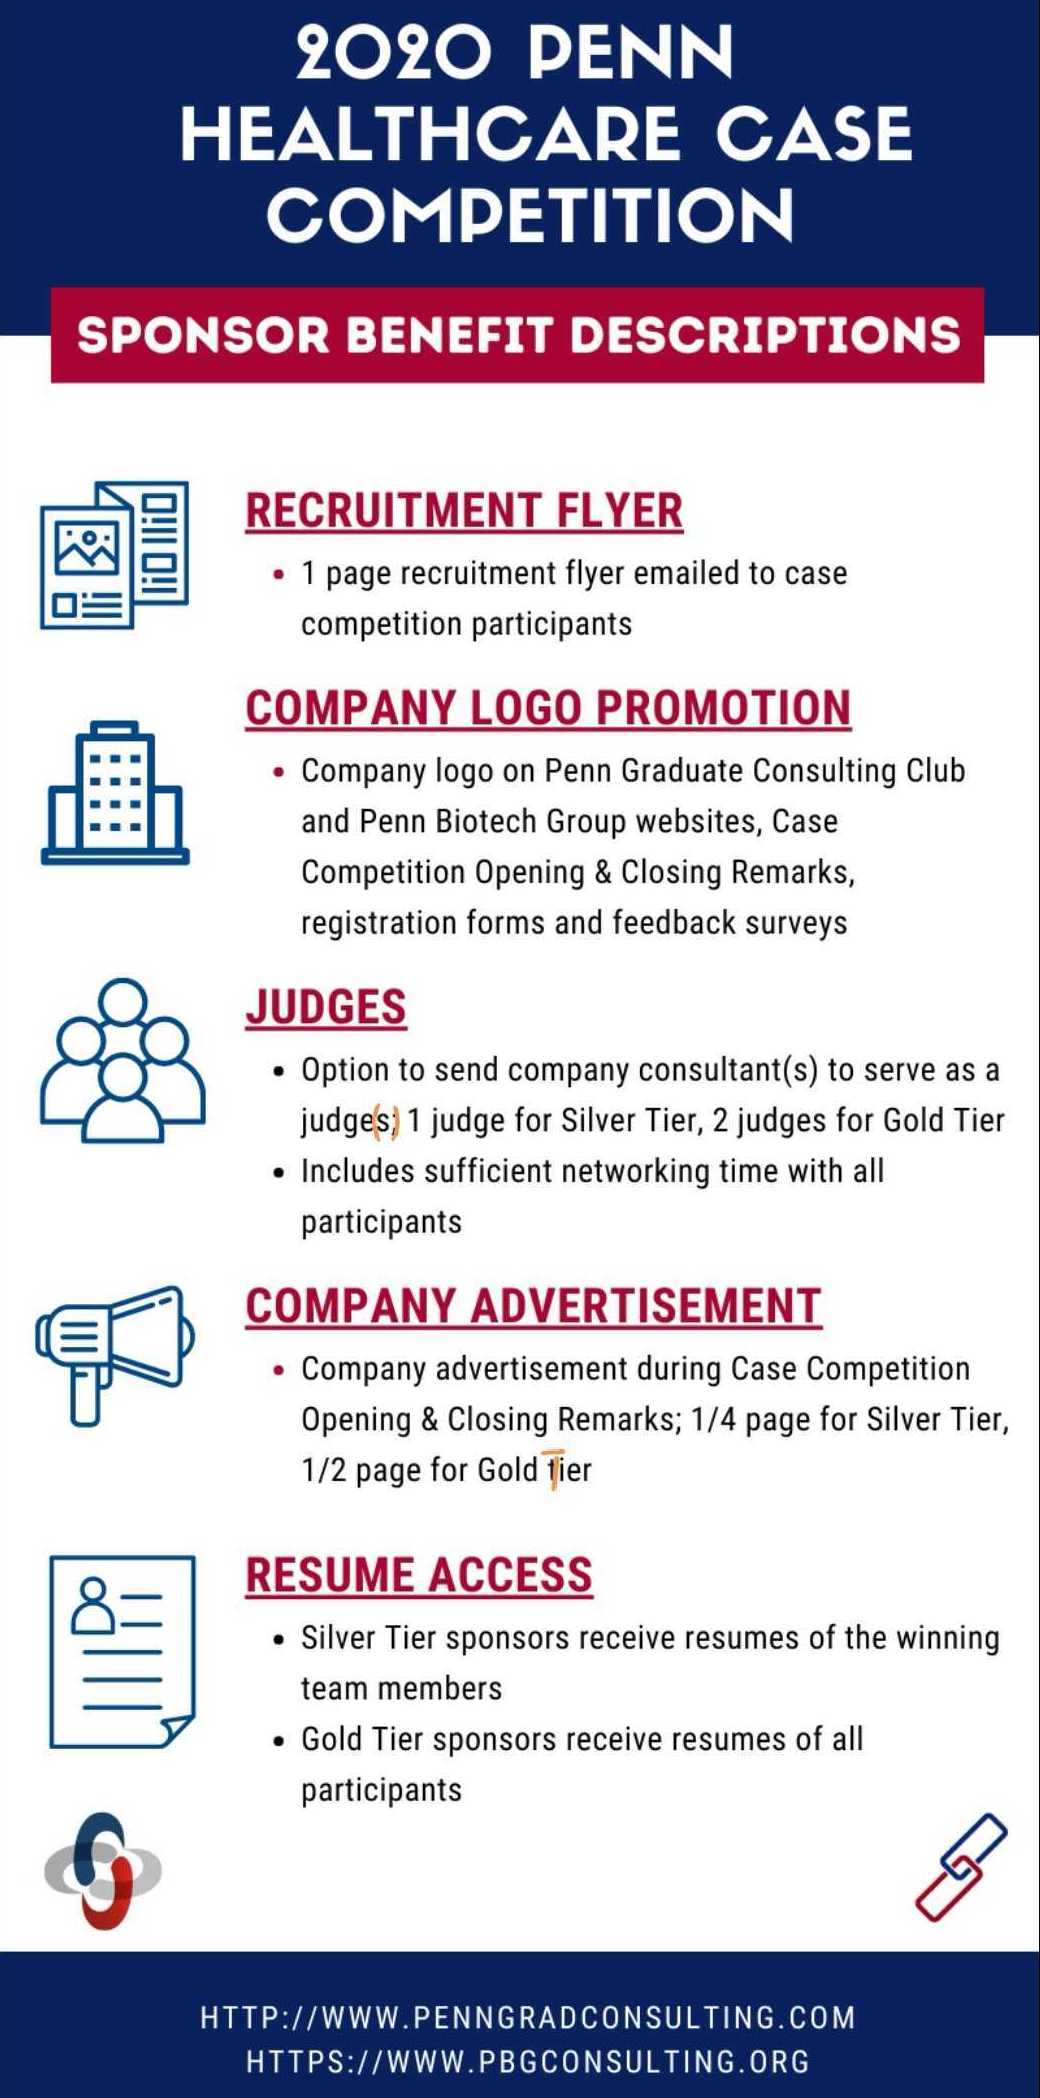 2020 PENN
HEALTHCARE CASE
COMPETITION
SPONSOR BENEFIT DESCRIPTIONS
RECRUITMENT FLYER
• 1 page recruitment flyer emailed to case
competition participants
COMPANY LOGO PROMOTION
• Company logo on Penn Graduate Consulting Club
and Penn Biotech Group websites, Case
Competition Opening & Closing Remarks,
registration forms and feedback surveys
JUDGES
• Option to send company consultant(s) to serve as a
judge(s;) 1 judge for Silver Tier, 2 judges for Gold Tier
• Includes sufficient networking time with all
participants
COMPANY ADVERTISEMENT
• Company advertisement during Case Competition
Opening & Closing Remarks; 1/4 page for Silver Tier,
1/2 page for Gold Tier
RESUME ACCESS
• Silver Tier sponsors receive resumes of the winning
team members
• Gold Tier sponsors receive resumes of all
participants
HTTP://WWW.PENNGRADCONSULTING.COM
HTTPS://WWW.PBGCONSULTING.ORG